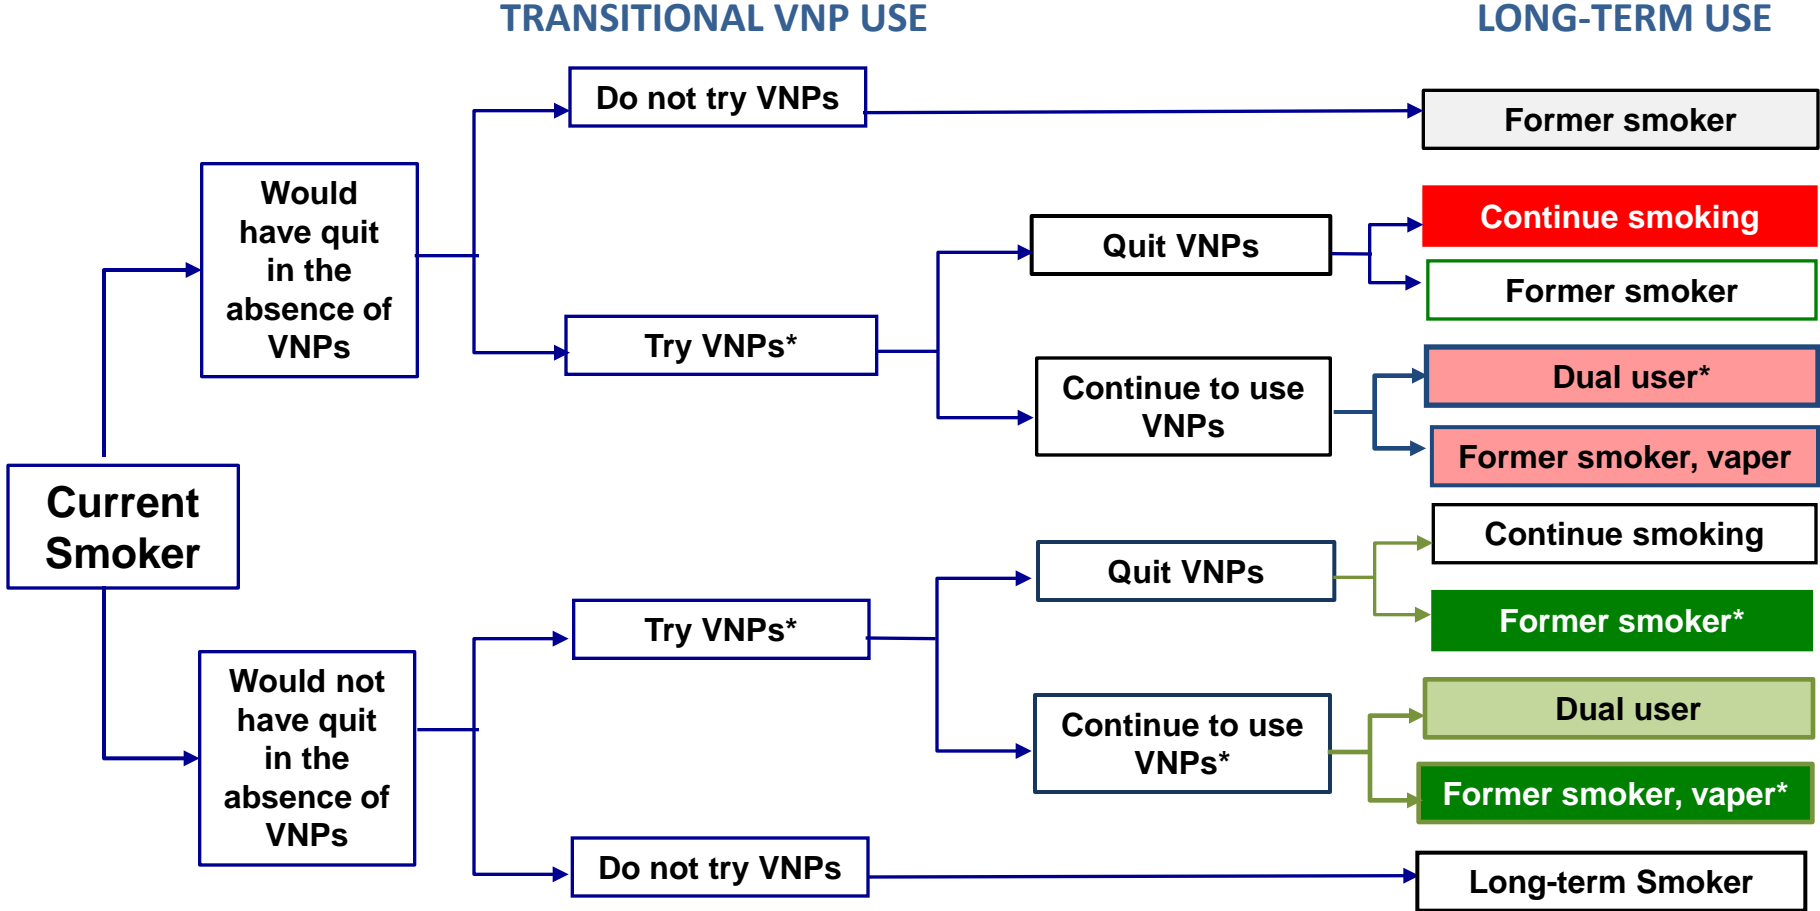 TRANSITIONAL VNP USE
LONG-TERM USE
Do not try VNPs
Former smoker
Would
have quit
in the
absence of
VNPs
Quit VNPs
Continue smoking
Former smoker
Try VNPs*
Continue to use
VNPs
Dual user*
Former smoker, vaper
Current
Smoker
Continue smoking
Quit VNPs
Former smoker*
Try VNPs*
Would not
have quit
in the
absence of
VNPs
Continue to use
VNPs*
Dual user
Former smoker, vaper*
Do not try VNPs
Long-term Smoker